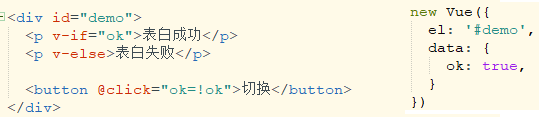 <div id="demo">
  <p v-if="ok">表白成功</p>
  <p v-else>表白失败</p>
  <button @click="ok=!ok">切换</button>
</div>
new Vue({
  el: '#demo',
  data: {
    ok: true,
  }
})